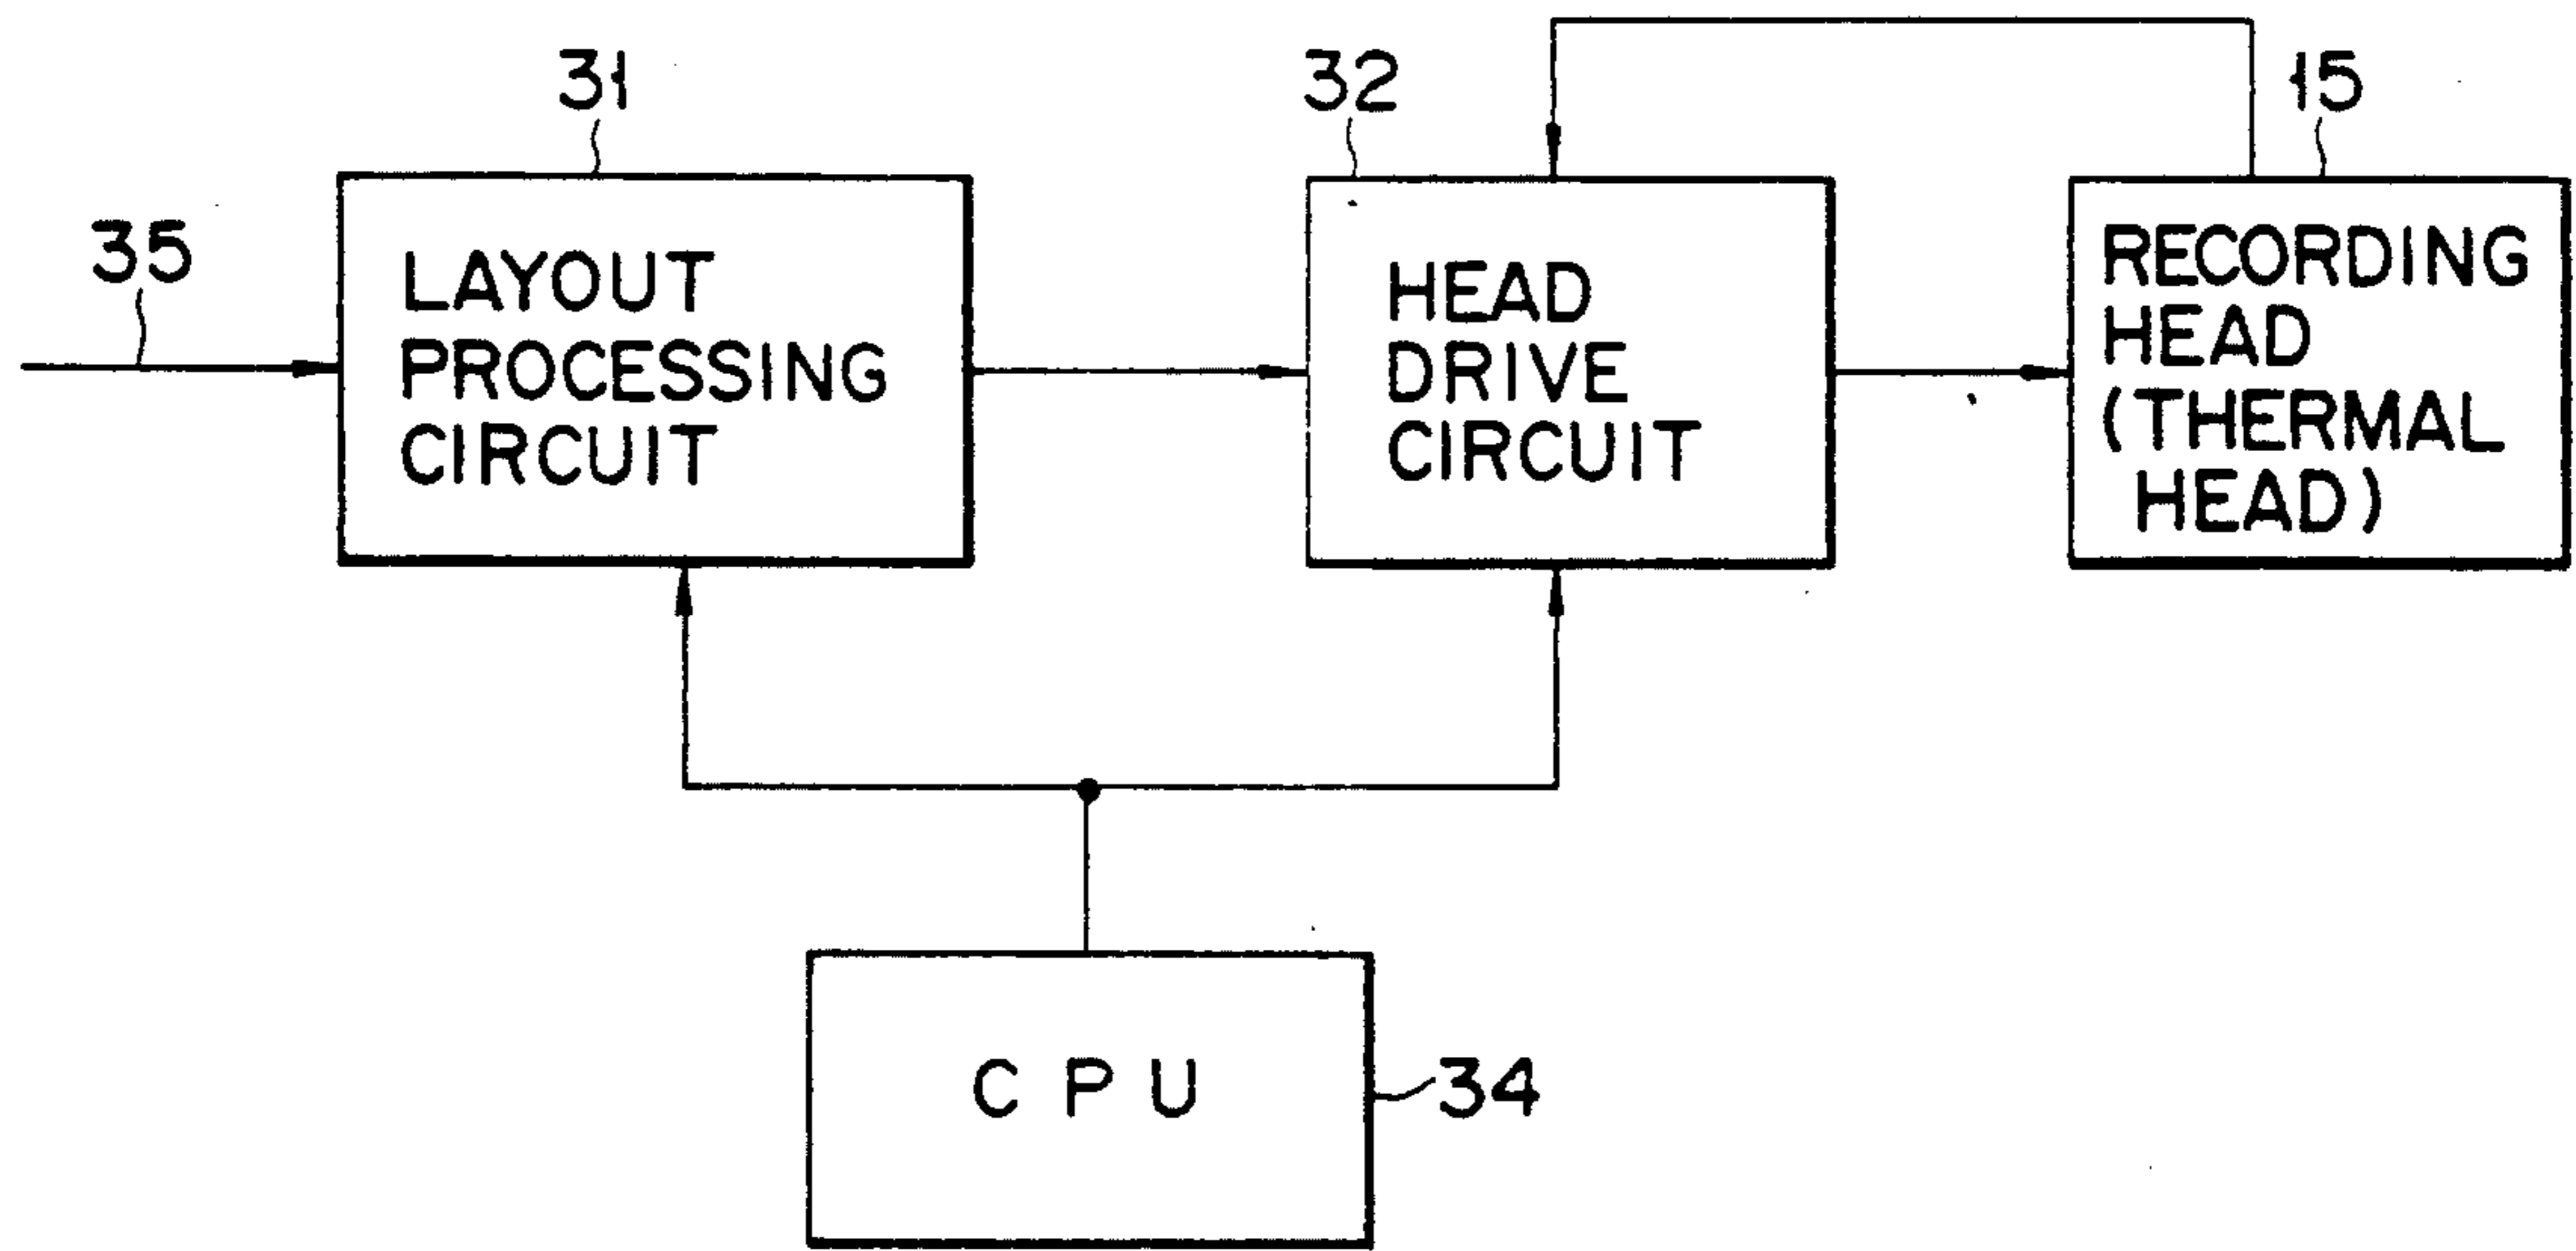 31
32
15
35
LAYOUT
PROCESSING
CIRCUIT
HEAD
DRIVE
CIRCUIT
RECORDING
HEAD
(THERMAL
HEAD)
CPU
34